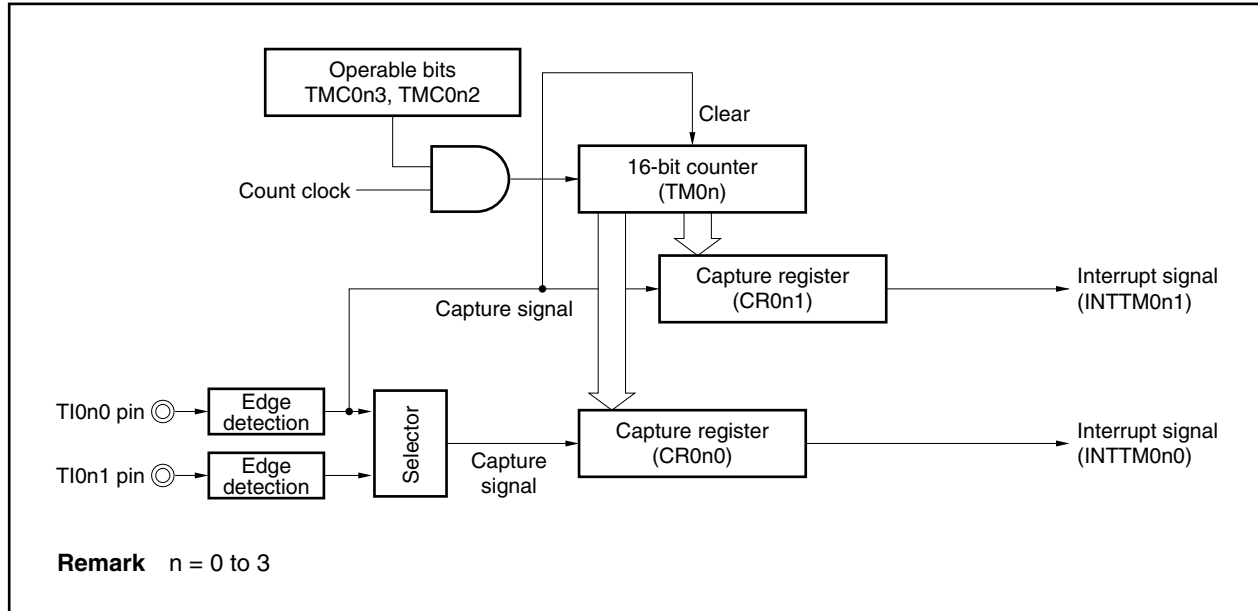 Operable bits
TMC0n3, TMC0n2
Clear
16-bit counter
(TM0n)
Count clock
Capture register
(CR0n1)
Interrupt signal
(INTTM0n1)
Capture signal
TI0n0 pin
Edge
detection
Selector
Capture register
(CR0n0)
Interrupt signal
(INTTM0n0)
Capture
signal
TI0n1 pin
Edge
detection
Remark n = 0 to 3